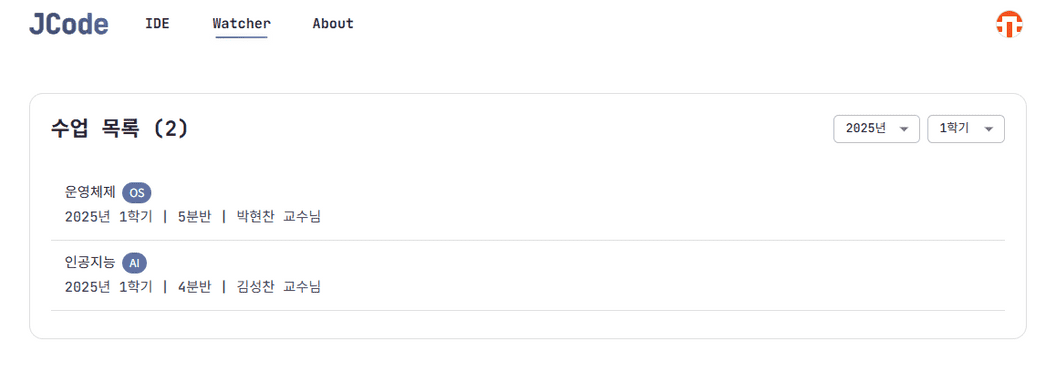 JCode IDE Watcher About
수업 목록 (2) 2025년 1학기
운영체제 OS
2025년 1학기 | 5분반 | 박현찬 교수님
인공지능 AI
2025년 1학기 | 4분반 | 김성찬 교수님